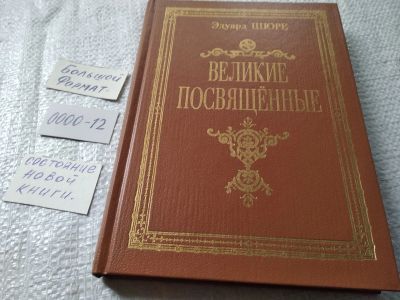 Эдуард ШЮРЕ
ВЕЛИКИЕ
ПОСВЯЩЁННЫЕ
БОЛЬШОЙ
ФОРМАТ.
0000-12
СОСТОЯНИЕ
НОВОЙ
КНИГИ.